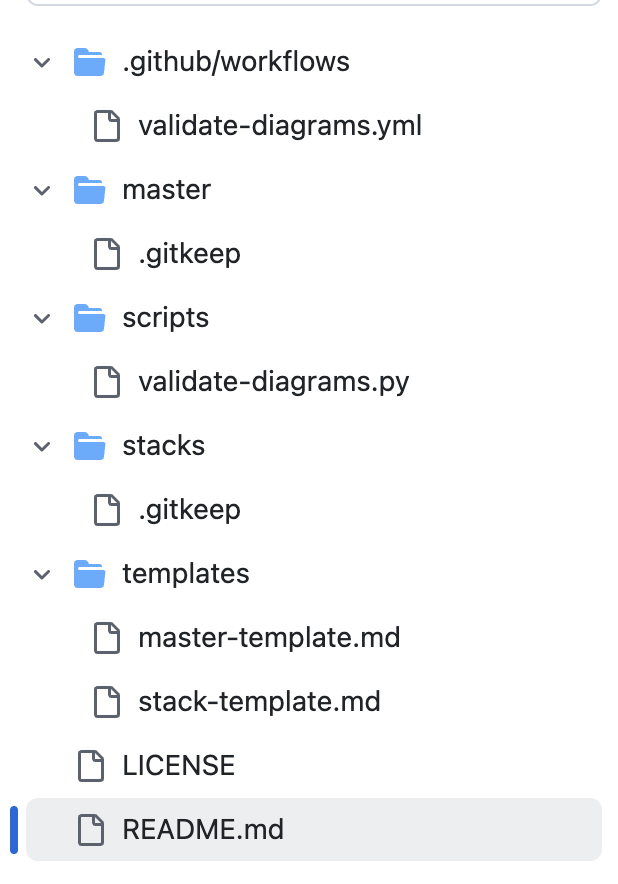 .github/workflows
validate-diagrams.yml
master
.gitkeep
scripts
validate-diagrams.py
stacks
.gitkeep
templates
master-template.md
stack-template.md
LICENSE
README.md